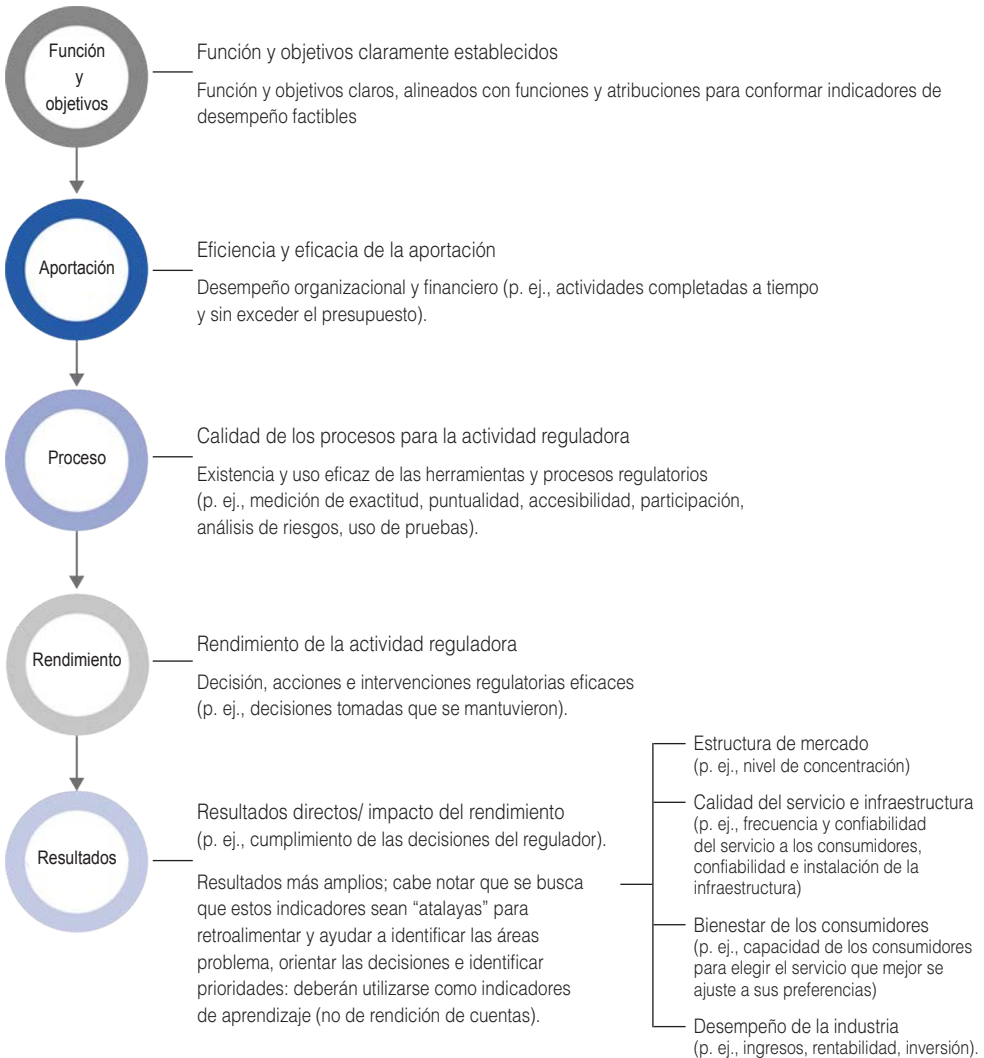 Función
y
objetivos
Función y objetivos claramente establecidos
Función y objetivos claros, alineados con funciones y atribuciones para conformar indicadores de
desempeño factibles
Aportación
Eficiencia y eficacia de la aportación
Desempeño organizacional y financiero (p. ej., actividades completadas a tiempo
y sin exceder el presupuesto).
Proceso
Calidad de los procesos para la actividad reguladora
Existencia y uso eficaz de las herramientas y procesos regulatorios
(p. ej., medición de exactitud, puntualidad, accesibilidad, participación,
análisis de riesgos, uso de pruebas).
Rendimiento
Rendimiento de la actividad reguladora
Decisión, acciones e intervenciones regulatorias eficaces
(p. ej., decisiones tomadas que se mantuvieron).
Resultados
Resultados directos/ impacto del rendimiento
(p. ej., cumplimiento de las decisiones del regulador).
Resultados más amplios; cabe notar que se busca
que estos indicadores sean “atalayas” para
retroalimentar y ayudar a identificar las áreas
problema, orientar las decisiones e identificar
prioridades: deberán utilizarse como indicadores
de aprendizaje (no de rendición de cuentas).
Estructura de mercado
(p. ej., nivel de concentración)
Calidad del servicio e infraestructura
(p. ej., frecuencia y confiabilidad
del servicio a los consumidores,
confiabilidad e instalación de la
infraestructura)
Bienestar de los consumidores
(p. ej., capacidad de los consumidores
para elegir el servicio que mejor se
ajuste a sus preferencias)
Desempeño de la industria
(p. ej., ingresos, rentabilidad, inversión).